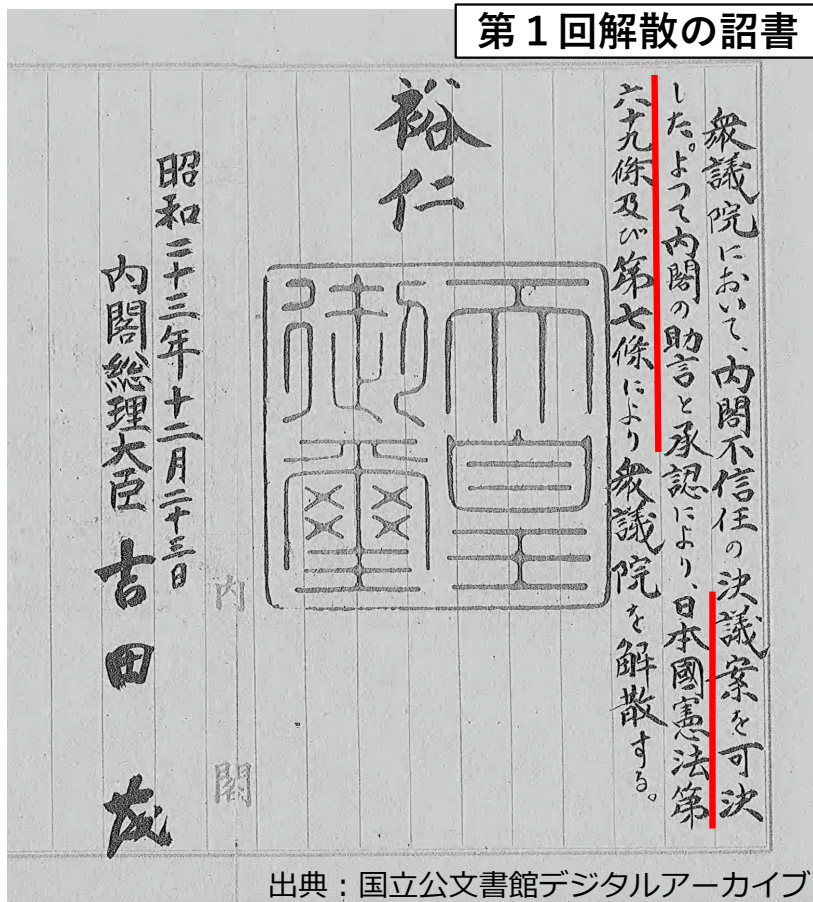 第１回解散の詔書
衆議院において、内閣不信任の決議案を可決
した。よつて内閣の助言と承認により、日本國憲法第
六十九條及び第七條により衆議院を解散する。
裕仁
天皇
御璽
昭和二十三年十二月二十三日
内閣総理大臣 吉田茂
内閣
出典：国立公文書館デジタルアーカイブ